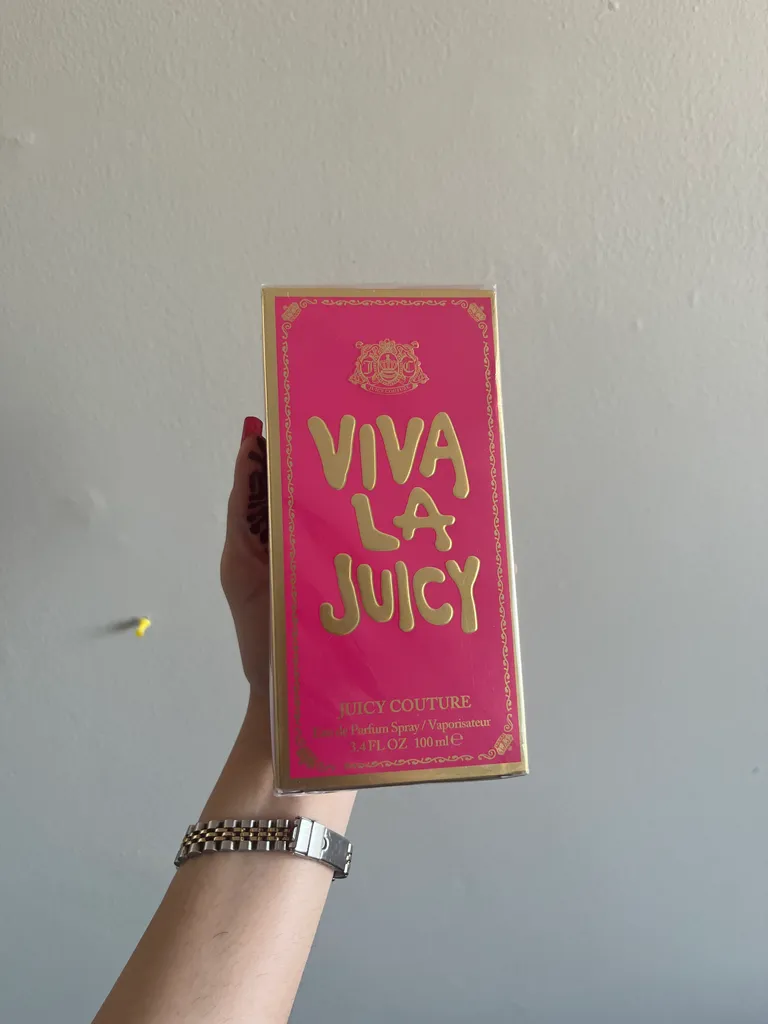 J C
VIVA
LA
JUICY
JUICY COUTURE
Eau de Parfum Spray / Vaporisateur
3.4 FL OZ 100 ml ℮